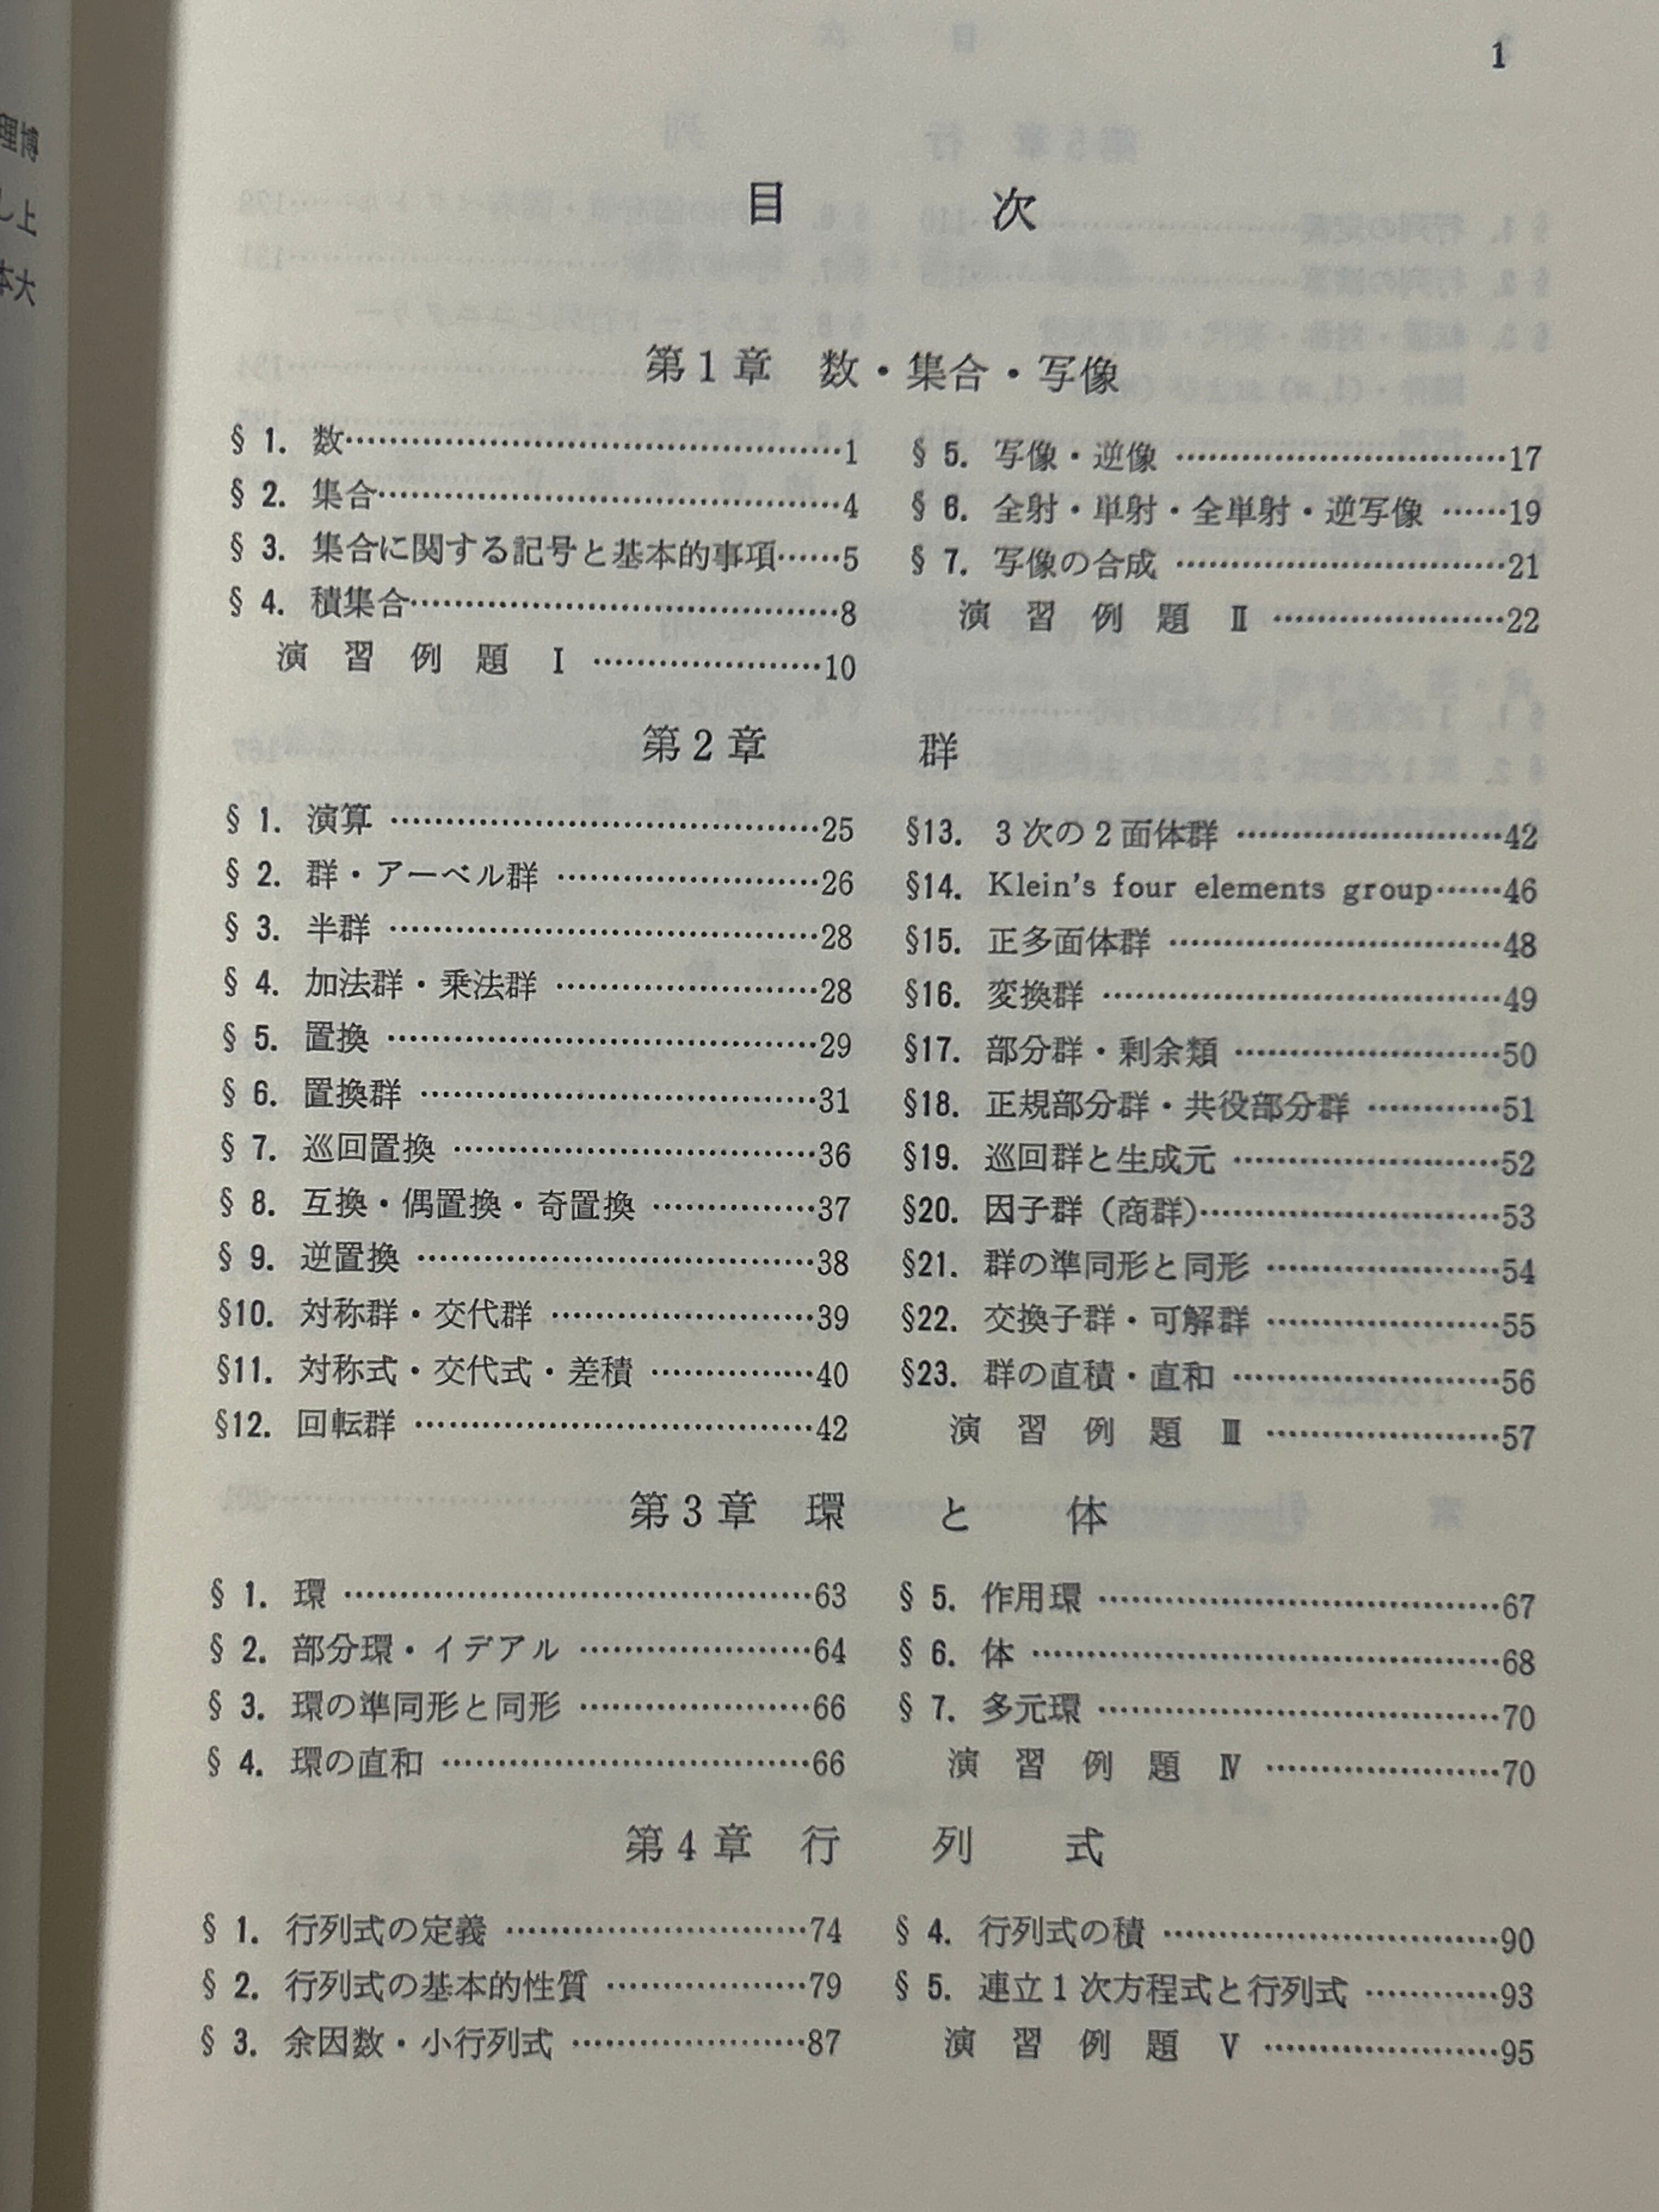 1
目 次
第1章 数・集合・写像
§ 1. 数……………………………………1
§ 2. 集合…………………………………4
§ 3. 集合に関する記号と基本的事項……5
§ 4. 積集合………………………………8
演 習 例 題 Ⅰ …………………10
§ 5. 写像・逆像 …………………………17
§ 6. 全射・単射・全単射・逆写像 ……19
§ 7. 写像の合成 …………………………21
演 習 例 題 Ⅱ …………………22
第2章 群
§ 1. 演算 …………………………………25
§ 2. 群・アーベル群 ……………………26
§ 3. 半群 …………………………………28
§ 4. 加法群・乗法群 ……………………28
§ 5. 置換 …………………………………29
§ 6. 置換群 ………………………………31
§ 7. 巡回置換 ……………………………36
§ 8. 互換・偶置換・奇置換 ……………37
§ 9. 逆置換 ………………………………38
§10. 対称群・交代群 ……………………39
§11. 対称式・交代式・差積 ……………40
§12. 回転群 ………………………………42
§13. 3次の2面体群 ……………………42
§14. Klein's four elements group……46
§15. 正多面体群 …………………………48
§16. 変換群 ………………………………49
§17. 部分群・剰余類 ……………………50
§18. 正規部分群・共役部分群 …………51
§19. 巡回群と生成元 ……………………52
§20. 因子群（商群）………………………53
§21. 群の準同形と同形 …………………54
§22. 交換子群・可解群 …………………55
§23. 群の直積・直和 ……………………56
演 習 例 題 Ⅲ …………………57
第3章 環 と 体
§ 1. 環 ……………………………………63
§ 2. 部分環・イデアル …………………64
§ 3. 環の準同形と同形 …………………66
§ 4. 環の直和 ……………………………66
§ 5. 作用環 ………………………………67
§ 6. 体 ……………………………………68
§ 7. 多元環 ………………………………70
演 習 例 題 Ⅳ …………………70
第4章 行 列 式
§ 1. 行列式の定義 ………………………74
§ 2. 行列式の基本的性質 ………………79
§ 3. 余因数・小行列式 …………………87
§ 4. 行列式の積 …………………………90
§ 5. 連立1次方程式と行列式 …………93
演 習 例 題 Ⅴ …………………95